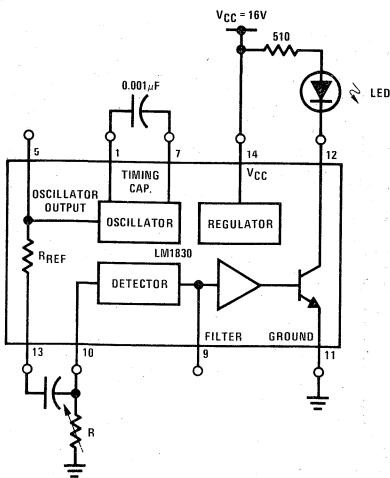 VCC = 16V
510
0.001μF
LED
5
1
7
14
12
TIMING
CAP.
VCC
OSCILLATOR
OUTPUT
OSCILLATOR
REGULATOR
LM1830
RREF
DETECTOR
FILTER
GROUND
13
10
9
11
R